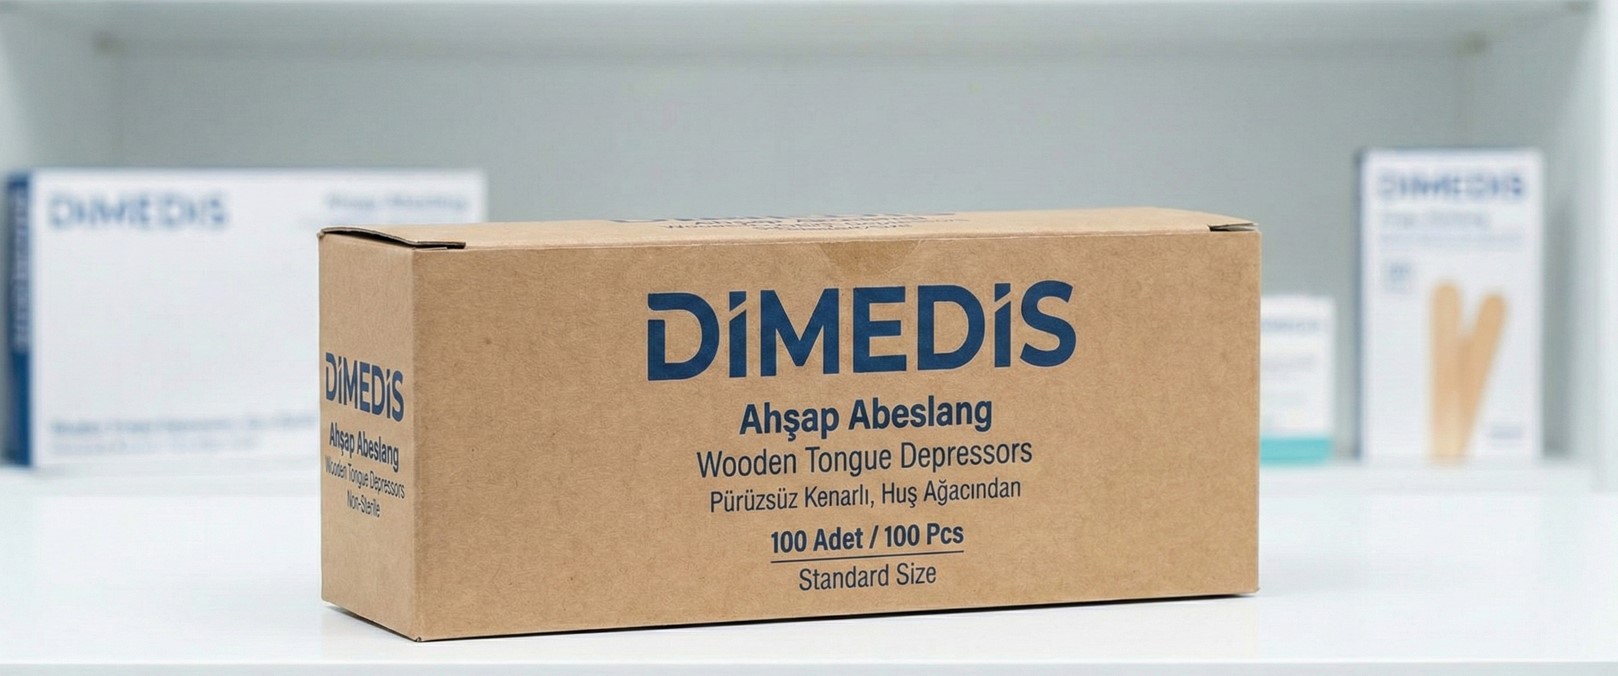 DiMEDiS
Ahşap Abeslang
Wooden Tongue Depressors
Pürüzsüz Kenarlı, Huş Ağacından
100 Adet / 100 Pcs
Standard Size
DiMEDiS
Ahşap Abeslang
Wooden Tongue Depressors
Non-Sterile
DiMEDiS
DiMEDiS